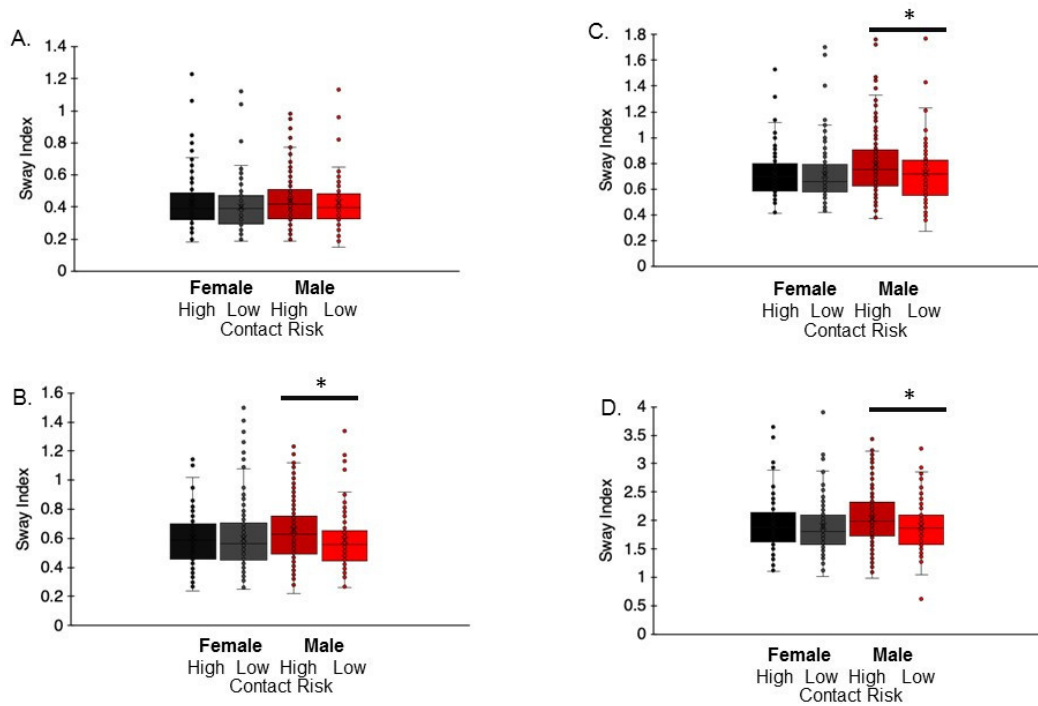 A.
Sway Index
1.4
1.2
1
0.8
0.6
0.4
0.2
0
Female Male
High Low High Low
Contact Risk
B.
*
Sway Index
1.6
1.4
1.2
1
0.8
0.6
0.4
0.2
0
Female Male
High Low High Low
Contact Risk
C.
*
Sway Index
1.8
1.6
1.4
1.2
1
0.8
0.6
0.4
0.2
0
Female Male
High Low High Low
Contact Risk
D.
*
Sway Index
4
3.5
3
2.5
2
1.5
1
0.5
0
Female Male
High Low High Low
Contact Risk